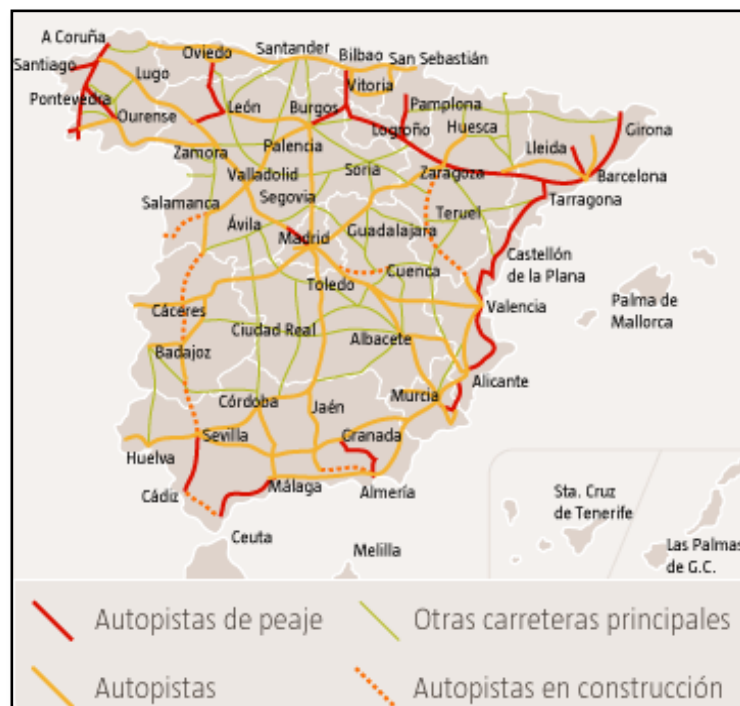 A Coruña
Oviedo
Santander
Bilbao
San Sebastián
Santiago
Lugo
Vitoria
Pontevedra
León
Burgos
Pamplona
Ourense
Logroño
Huesca
Girona
Palencia
Lleida
Zamora
Soria
Valladolid
Zaragoza
Barcelona
Segovia
Tarragona
Salamanca
Teruel
Ávila
Guadalajara
Madrid
Castellón
de la Plana
Cuenca
Toledo
Palma de
Mallorca
Valencia
Cáceres
Ciudad Real
Albacete
Badajoz
Alicante
Murcia
Córdoba
Jaén
Sevilla
Granada
Huelva
Málaga
Almería
Cádiz
Sta. Cruz
de Tenerife
Ceuta
Melilla
Las Palmas
de G.C.
Autopistas de peaje
Otras carreteras principales
Autopistas
Autopistas en construcción